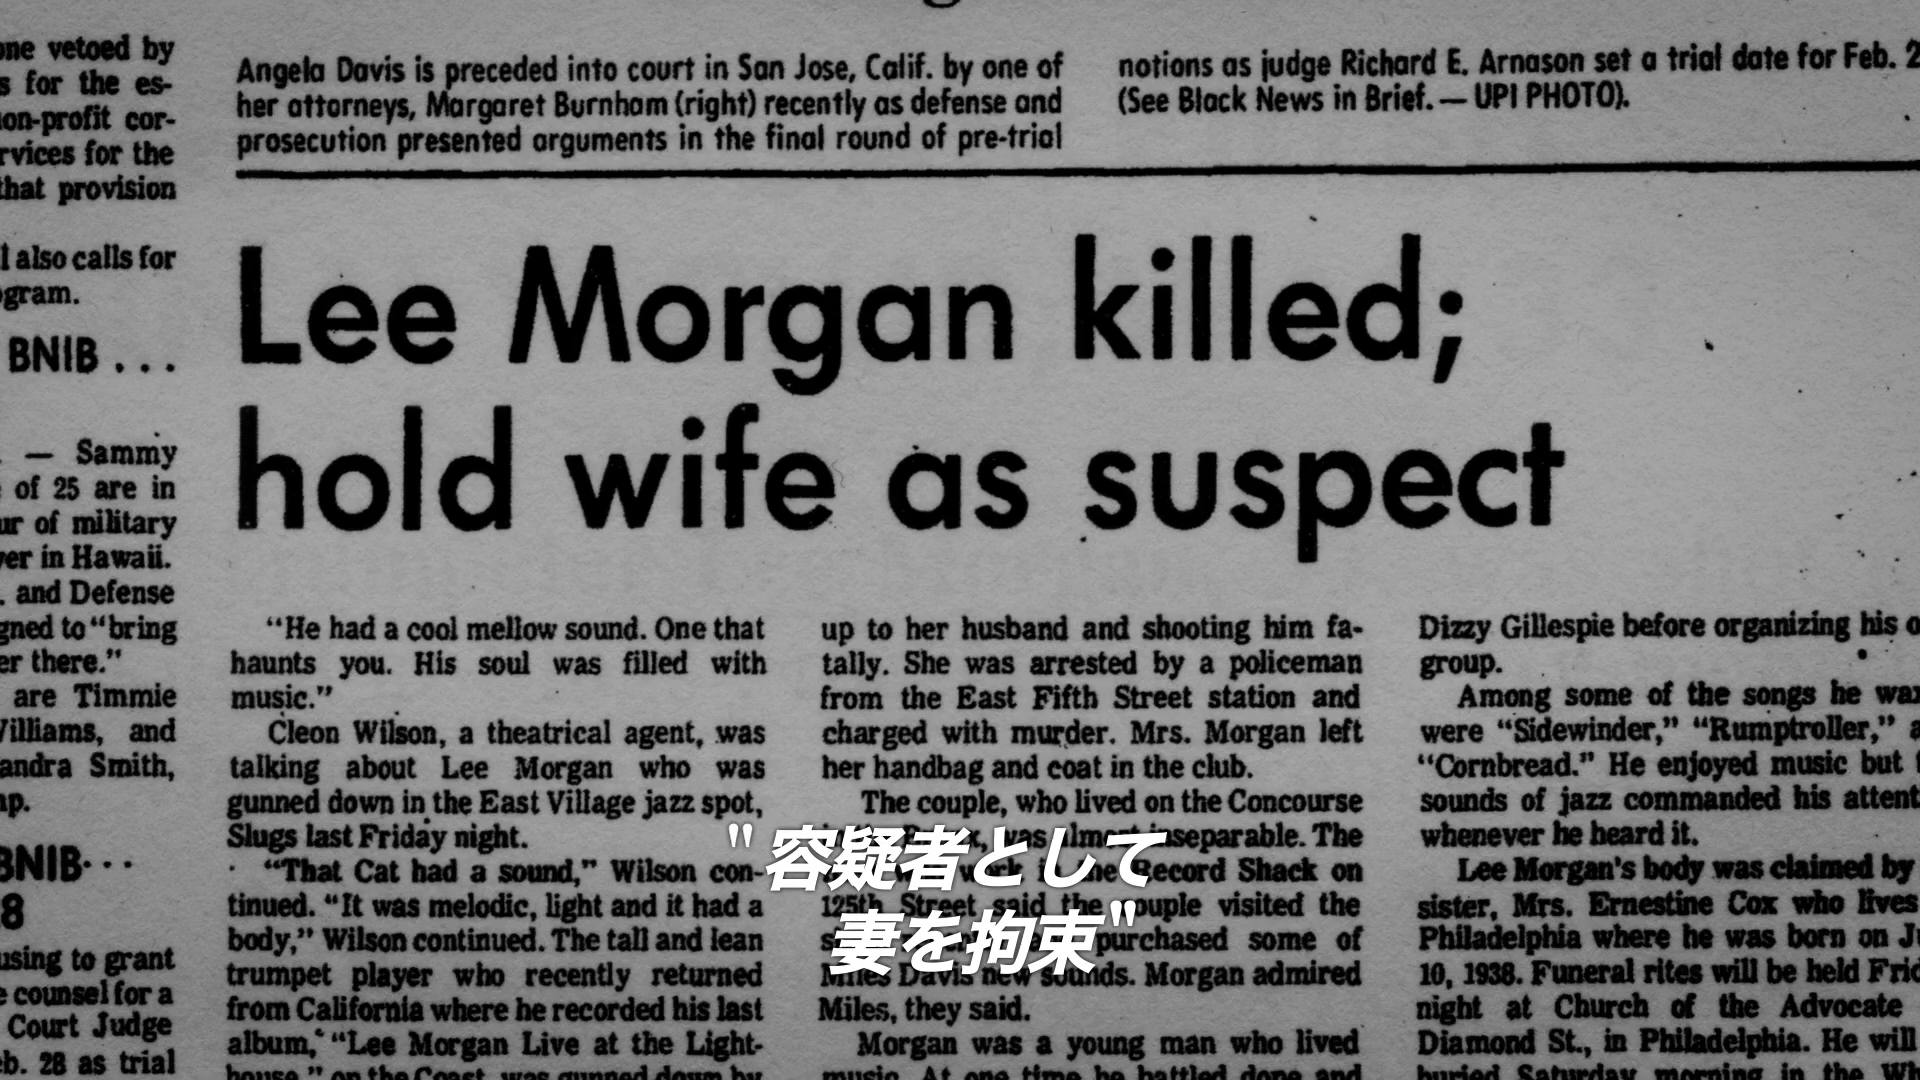 one vetoed by
s for the es-
on-profit cor-
rvices for the
that provision
l also calls for
ogram.
BNIB . . .
. — Sammy
of 25 are in
ur of military
ver in Hawaii.
. and Defense
gned to “bring
er there.”
are Timmie
Williams, and
andra Smith,
BNIB . . .
8
using to grant
e counsel for a
Court Judge
eb. 28 as trial
Angela Davis is preceded into court in San Jose, Calif. by one of
her attorneys, Margaret Burnham (right) recently as defense and
prosecution presented arguments in the final round of pre-trial
notions as judge Richard E. Arnason set a trial date for Feb. 2
(See Black News in Brief. — UPI PHOTO).
Lee Morgan killed;
hold wife as suspect
“He had a cool mellow sound. One that
haunts you. His soul was filled with
music.”
Cleon Wilson, a theatrical agent, was
talking about Lee Morgan who was
gunned down in the East Village jazz spot,
Slugs last Friday night.
“That Cat had a sound,” Wilson con-
tinued. “It was melodic, light and it had a
body,” Wilson continued. The tall and lean
trumpet player who recently returned
from California where he recorded his last
album, “Lee Morgan Live at the Light-
house,” on the Coast, was gunned down by
up to her husband and shooting him fa-
tally. She was arrested by a policeman
from the East Fifth Street station and
charged with murder. Mrs. Morgan left
her handbag and coat in the club.
The couple, who lived on the Concourse
was almost inseparable. The
Record Shack on
125th Street said the couple visited the
purchased some of
Miles Davis new sounds. Morgan admired
Miles, they said.
Morgan was a young man who lived
music. At one time he battled dope and
Dizzy Gillespie before organizing his o
group.
Among some of the songs he wax
were “Sidewinder,” “Rumptroller,” a
“Cornbread.” He enjoyed music but
sounds of jazz commanded his attent
whenever he heard it.
Lee Morgan's body was claimed by
sister, Mrs. Ernestine Cox who lives
Philadelphia where he was born on Ju
10, 1938. Funeral rites will be held Frid
night at Church of the Advocate
Diamond St., in Philadelphia. He will
buried Saturday morning in the Wh
"容疑者として
妻を拘束"